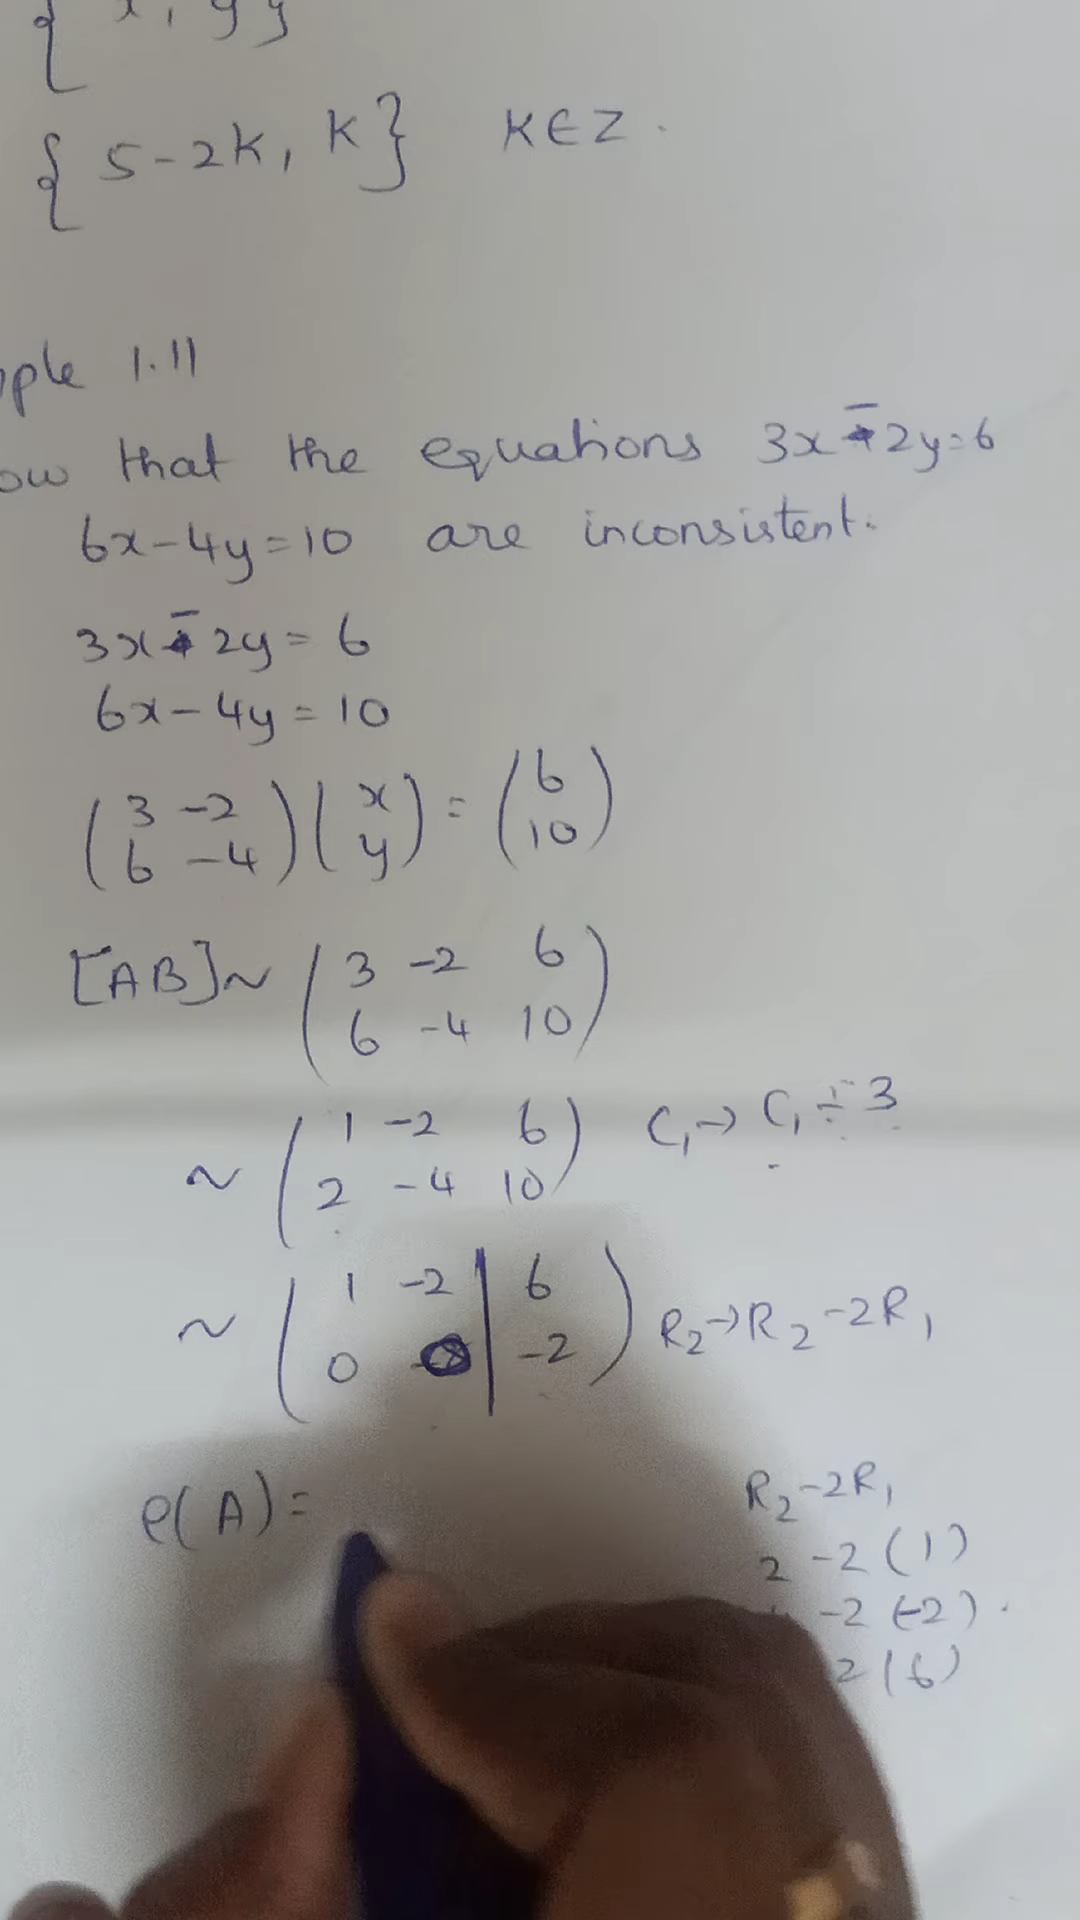 { x, y}
{ 5-2K, K} K∈Z.
ple 1.11
ow that the equations 3x-2y=6
6x-4y=10 are inconsistent.
3x-2y=6
6x-4y=10
(3 -2) (x) = (6)
(6 -4) (y) (10)
[AB]~ (3 -2 6)
(6 -4 10)
~ (1 -2 6) C₁→ C₁÷3
(2 -4 10)
~ (1 -2 | 6) R₂→R₂-2R₁
(0 0 | -2)
ρ(A)=
R₂-2R₁
2 -2(1)
-2(-2).
2(6)